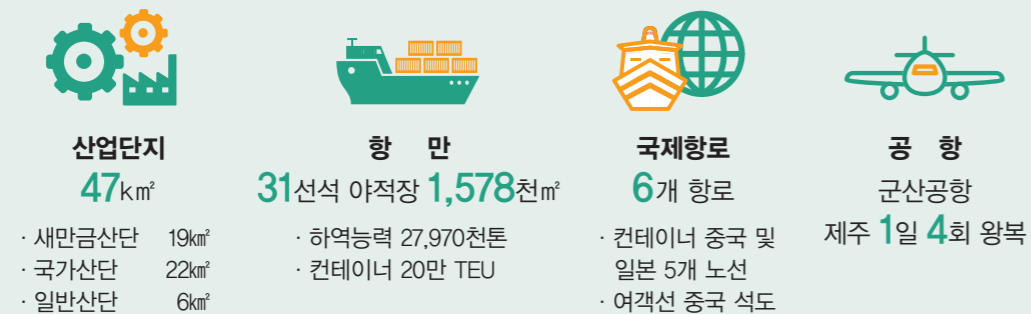 산업단지
47km²
· 새만금산단 19㎢
· 국가산단 22㎢
· 일반산단 6㎢
항 만
31선석 야적장 1,578천㎡
· 하역능력 27,970천톤
· 컨테이너 20만 TEU
국제항로
6개 항로
· 컨테이너 중국 및
일본 5개 노선
· 여객선 중국 석도
공 항
군산공항
제주 1일 4회 왕복